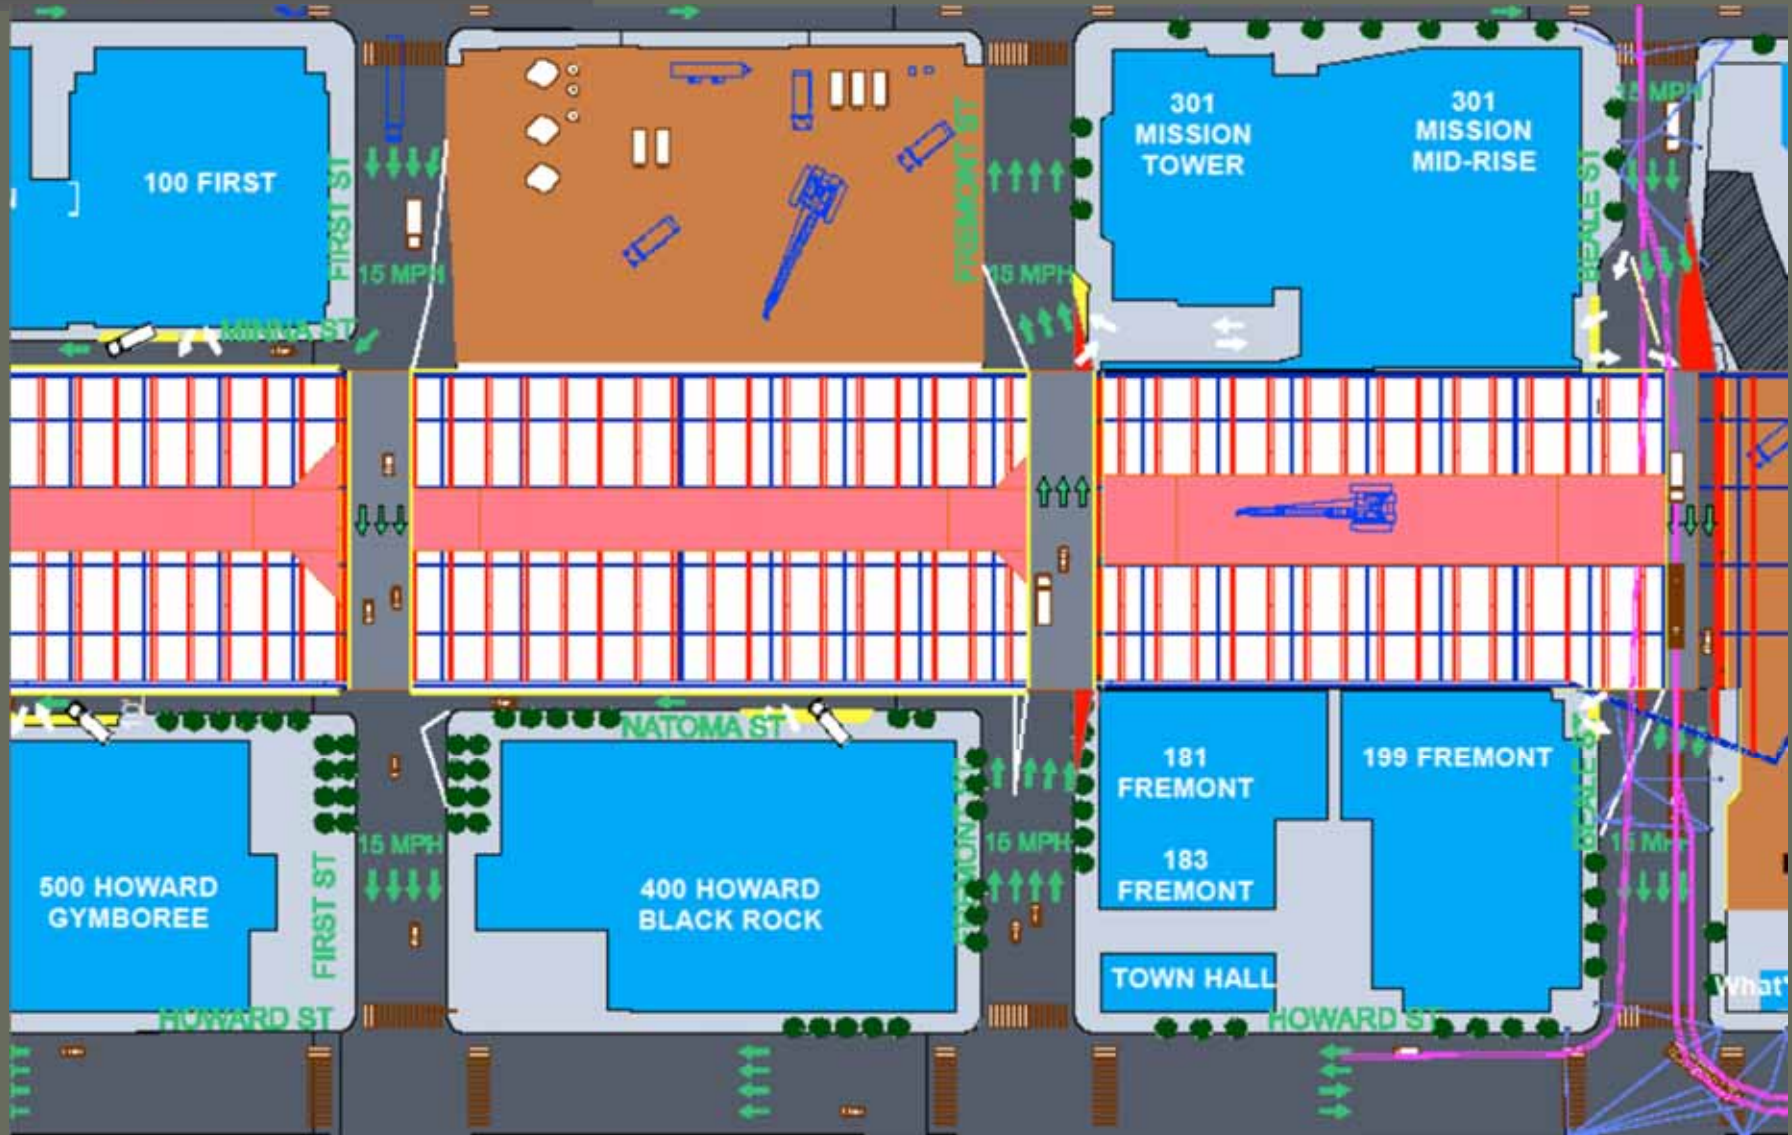 15 MPH
100 FIRST
FIRST ST
15 MPH
FREMONT ST
15 MPH
301
MISSION
TOWER
301
MISSION
MID-RISE
BEALE ST
MINNA ST
NATOMA ST
500 HOWARD
GYMBOREE
FIRST ST
15 MPH
400 HOWARD
BLACK ROCK
FREMONT ST
15 MPH
181
FREMONT
183
FREMONT
199 FREMONT
BEALE ST
15 MPH
TOWN HALL
What'
HOWARD ST
HOWARD ST